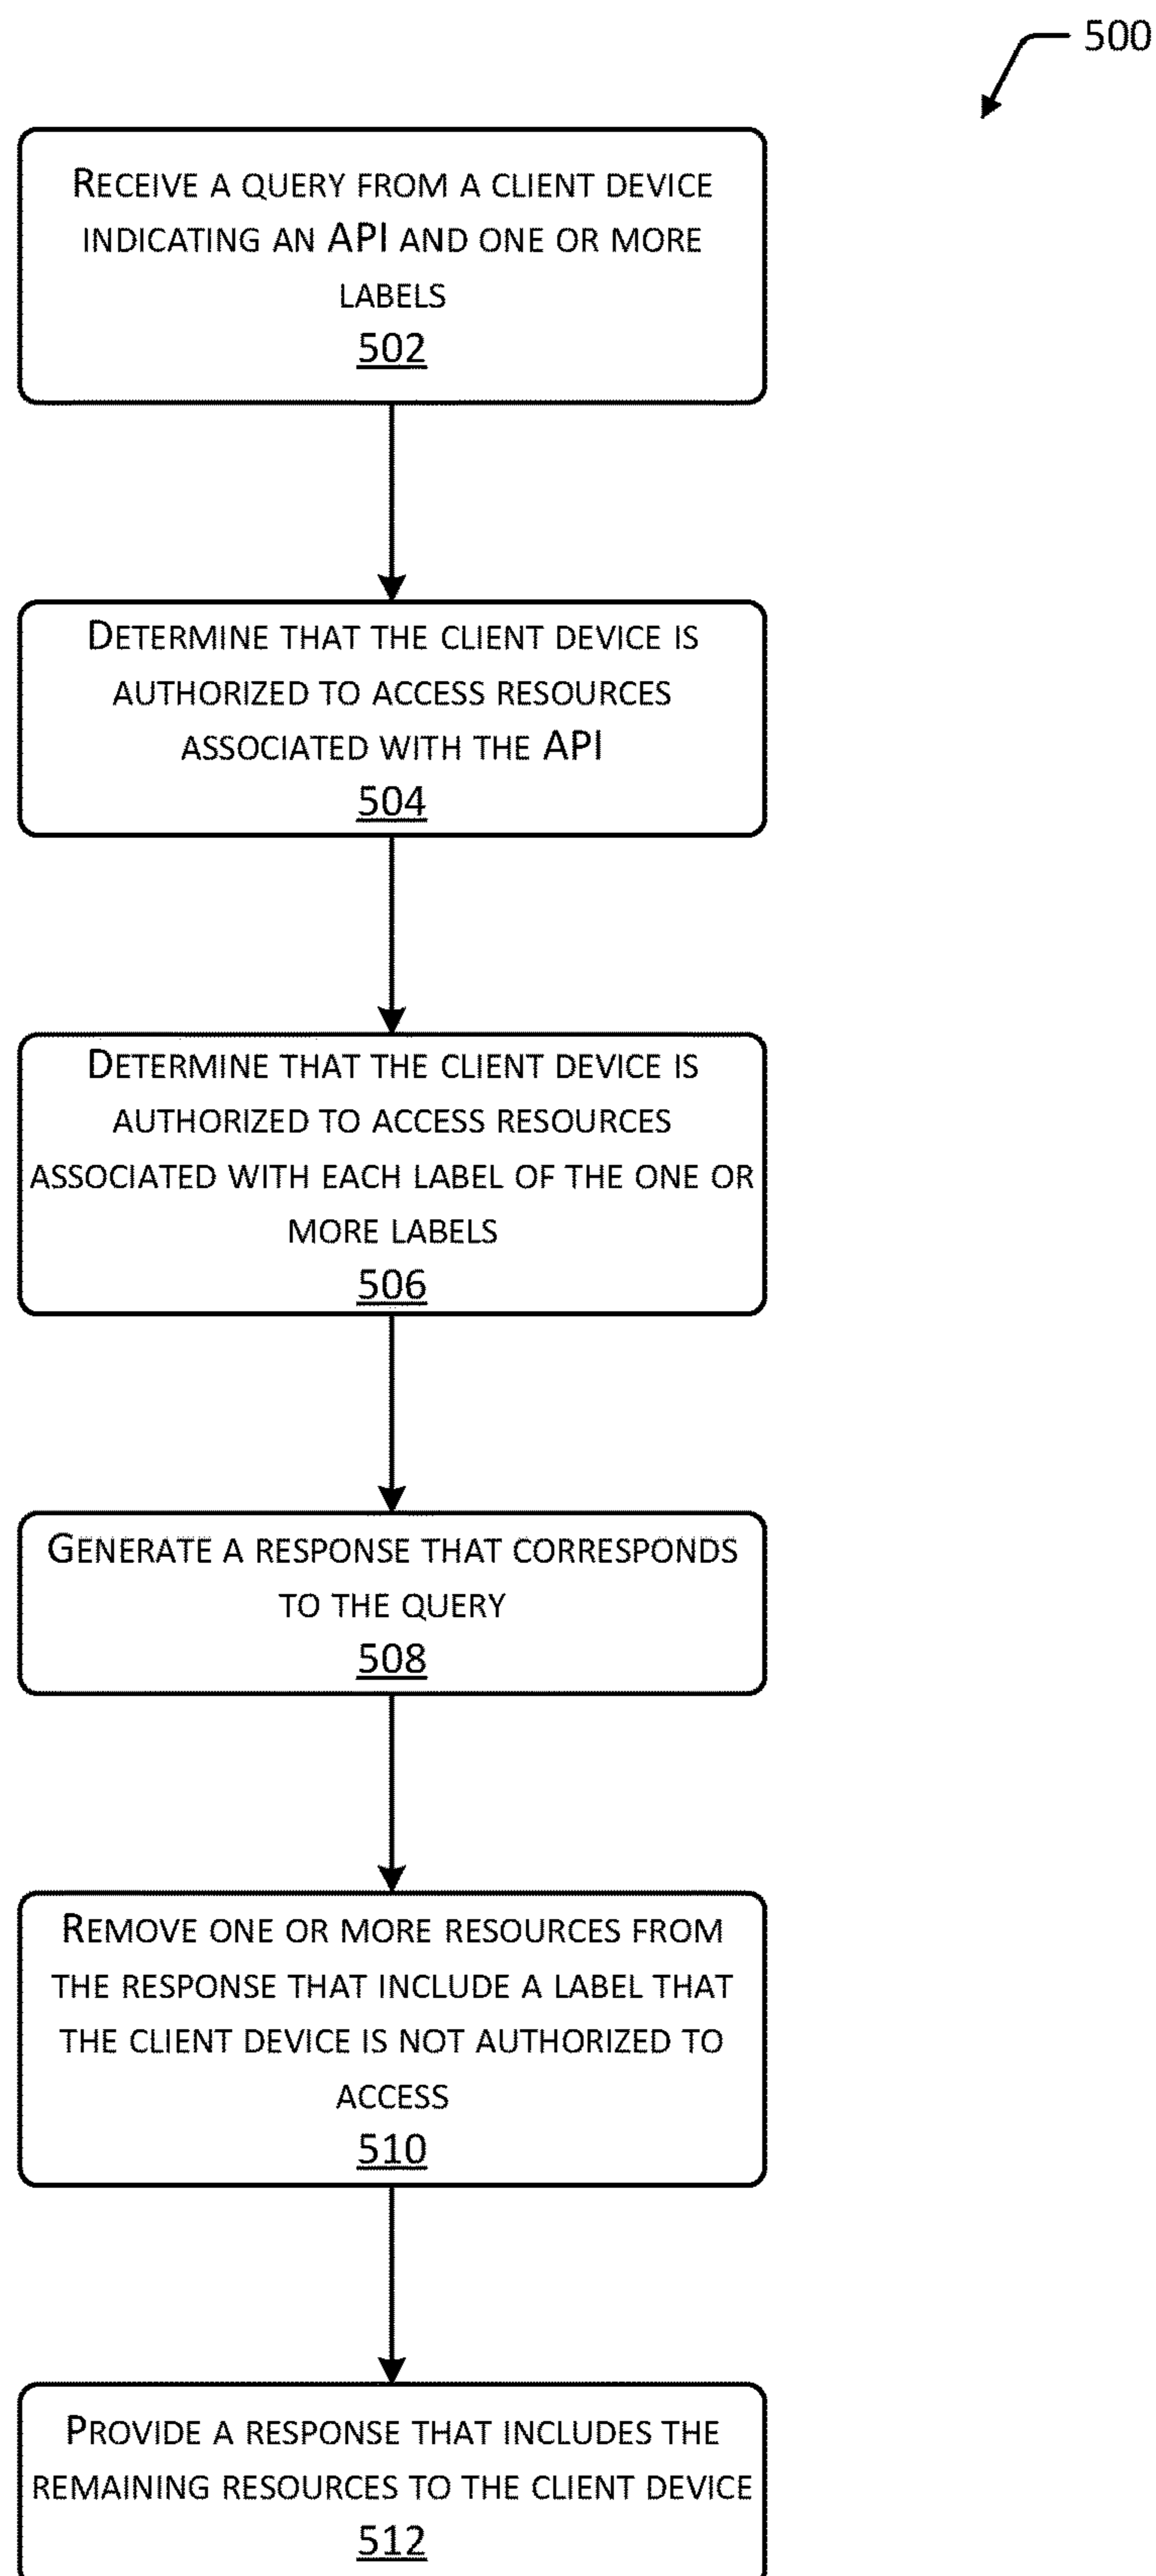 500
RECEIVE A QUERY FROM A CLIENT DEVICE
INDICATING AN API AND ONE OR MORE
LABELS
502
DETERMINE THAT THE CLIENT DEVICE IS
AUTHORIZED TO ACCESS RESOURCES
ASSOCIATED WITH THE API
504
DETERMINE THAT THE CLIENT DEVICE IS
AUTHORIZED TO ACCESS RESOURCES
ASSOCIATED WITH EACH LABEL OF THE ONE OR
MORE LABELS
506
GENERATE A RESPONSE THAT CORRESPONDS
TO THE QUERY
508
REMOVE ONE OR MORE RESOURCES FROM
THE RESPONSE THAT INCLUDE A LABEL THAT
THE CLIENT DEVICE IS NOT AUTHORIZED TO
ACCESS
510
PROVIDE A RESPONSE THAT INCLUDES THE
REMAINING RESOURCES TO THE CLIENT DEVICE
512